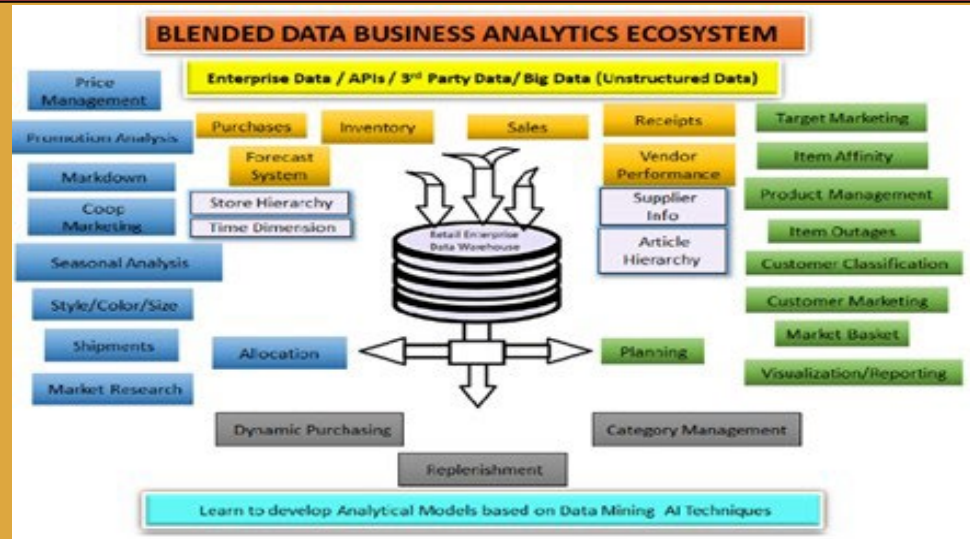 BLENDED DATA BUSINESS ANALYTICS ECOSYSTEM
Enterprise Data / APIs / 3rd Party Data/ Big Data (Unstructured Data)
Price
Management
Promotion Analysis
Markdown
Coop
Marketing
Seasonal Analysis
Style/Color/Size
Shipments
Market Research
Purchases
Inventory
Sales
Receipts
Forecast
System
Vendor
Performance
Store Hierarchy
Time Dimension
Supplier
Info
Article
Hierarchy
Retail Enterprise
Data Warehouse
Allocation
Planning
Target Marketing
Item Affinity
Product Management
Item Outages
Customer Classification
Customer Marketing
Market Basket
Visualization/Reporting
Dynamic Purchasing
Category Management
Replenishment
Learn to develop Analytical Models based on Data Mining AI Techniques